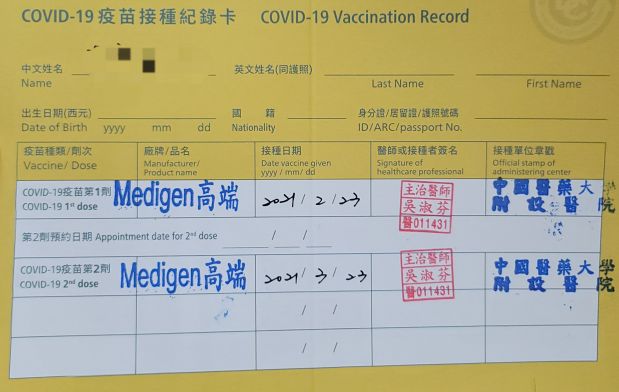 COVID-19 疫苗接種紀錄卡 COVID-19 Vaccination Record
中文姓名 英文姓名(同護照)
Name Last Name First Name
出生日期(西元) 國 籍 身分證/居留證/護照號碼
Date of Birth yyyy mm dd Nationality ID/ARC/passport No.
疫苗種類/劑次 廠牌/品名 接種日期 醫師或接種者簽名 接種單位章戳
Vaccine/ Dose Manufacturer/ Product name Date vaccine given yyyy / mm / dd Signature of healthcare professional Official stamp of administering center
COVID-19疫苗第1劑 Medigen高端 2021 / 2 / 23 主治醫師 中國醫藥大學
COVID-19 1st dose 吳淑芬 附設醫院
醫011431
第2劑預約日期 Appointment date for 2nd dose / /
COVID-19疫苗第2劑 Medigen高端 2021 / 3 / 23 主治醫師 中國醫藥大學
COVID-19 2nd dose 吳淑芬 附設醫院
醫011431
/ /
/ /